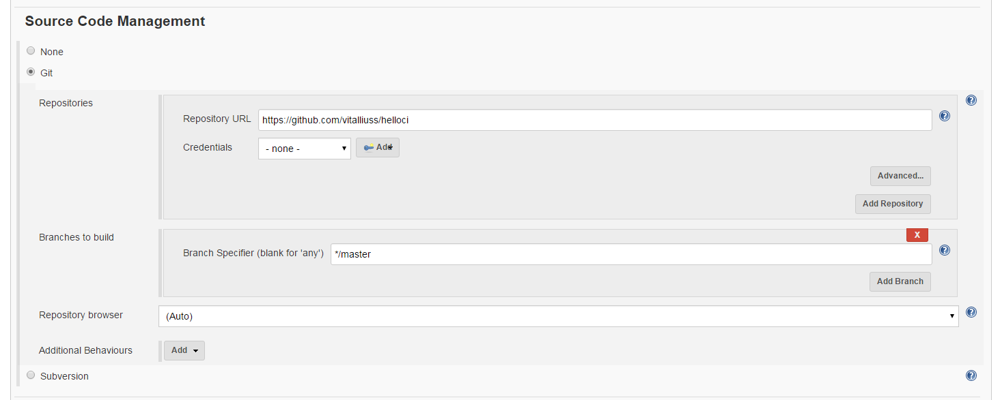 Source Code Management
None
Git
Repositories
Repository URL https://github.com/vitalliuss/helloci
Credentials - none - Add
Advanced...
Add Repository
Branches to build
X
Branch Specifier (blank for 'any') */master
Add Branch
Repository browser (Auto)
Additional Behaviours Add
Subversion